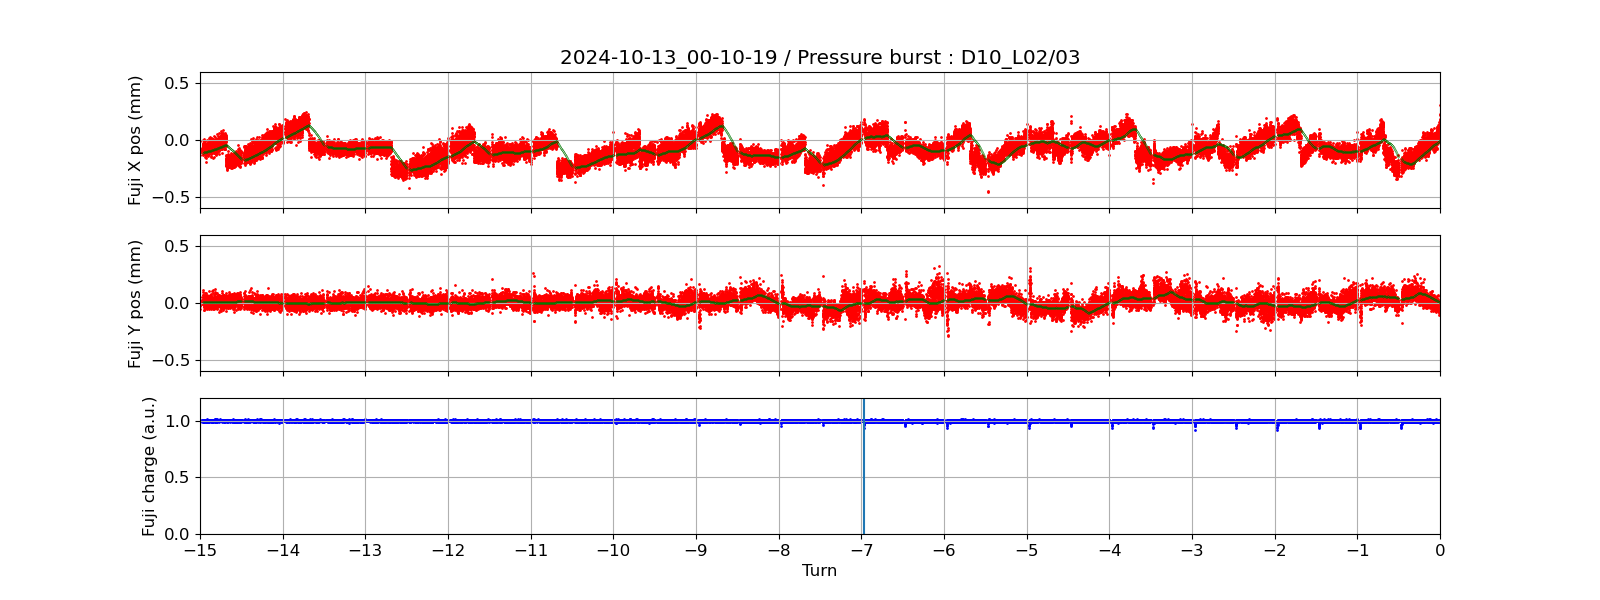 2024-10-13_00-10-19 / Pressure burst : D10_L02/03
Fuji X pos (mm)
0.5
0.0
−0.5
Fuji Y pos (mm)
0.5
0.0
−0.5
Fuji charge (a.u.)
1.0
0.5
0.0
−15 −14 −13 −12 −11 −10 −9 −8 −7 −6 −5 −4 −3 −2 −1 0
Turn